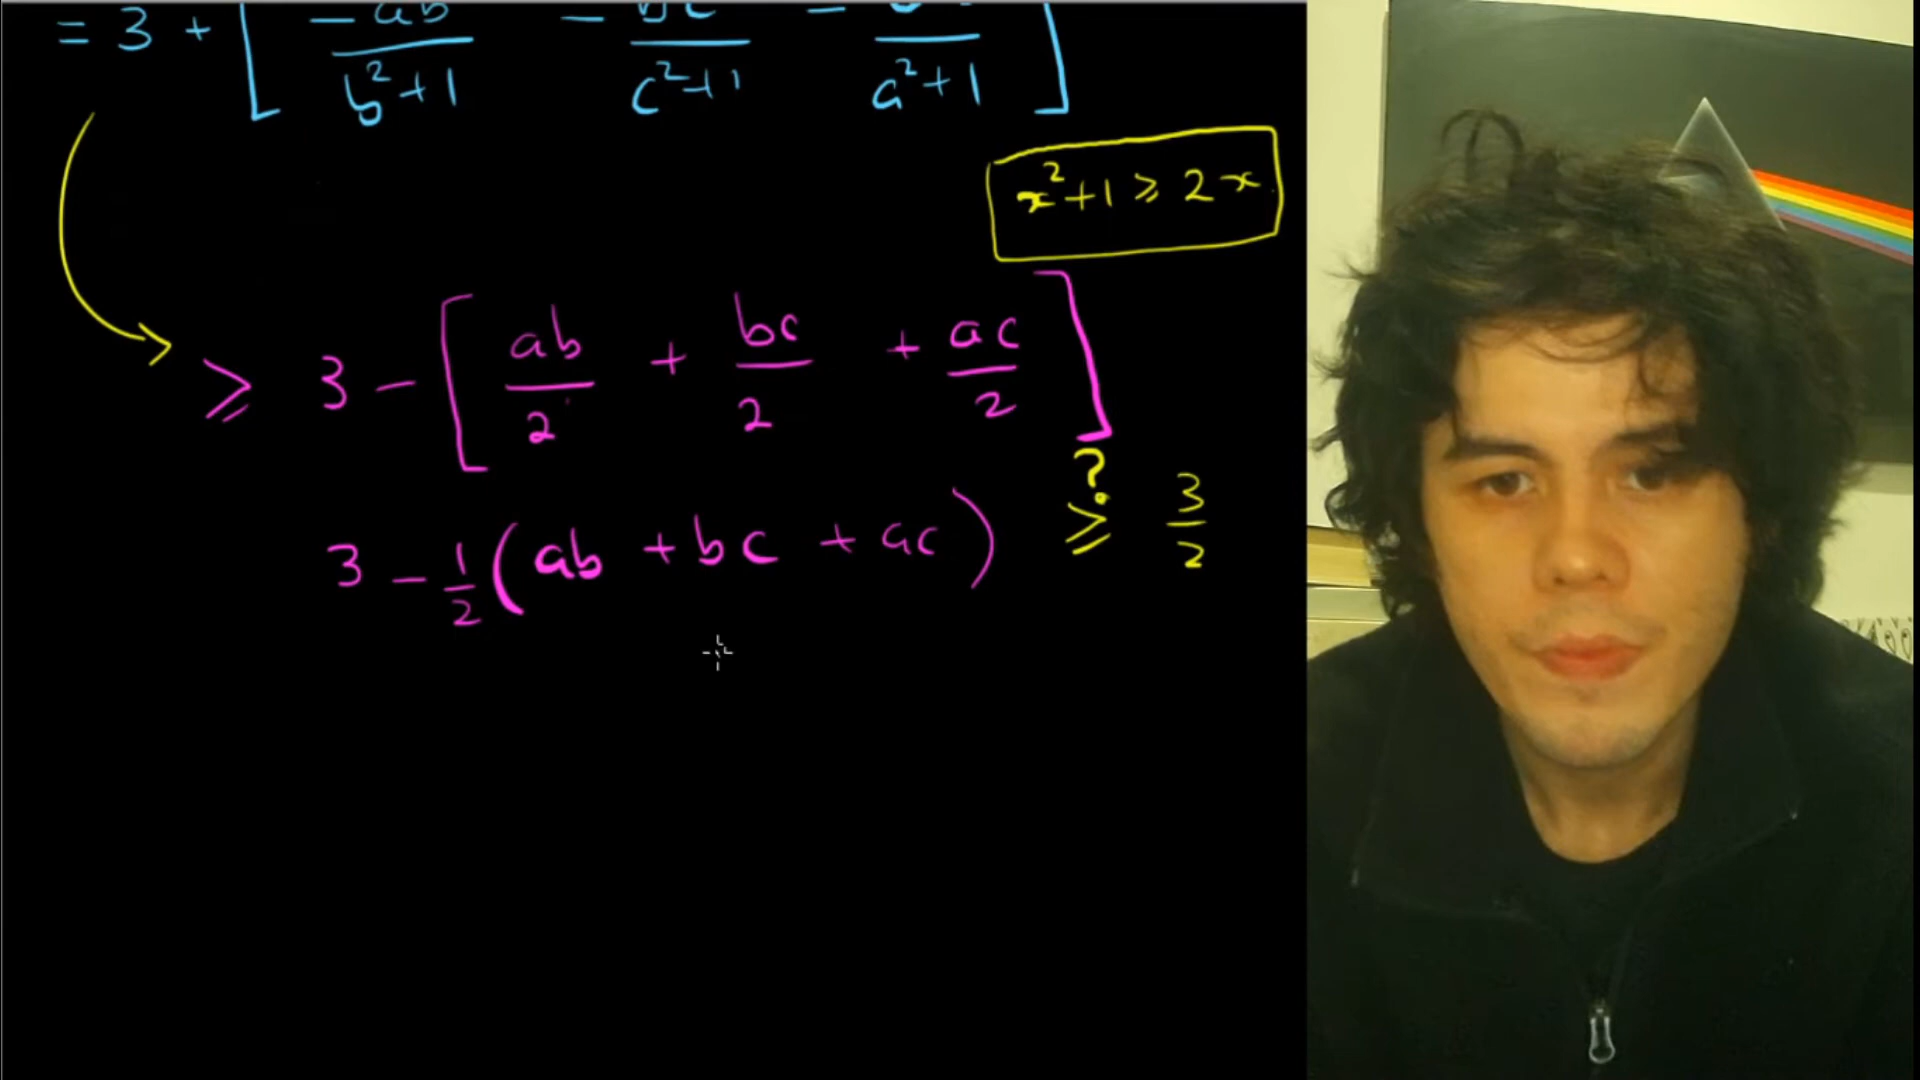 = 3 + [ -ab/b²+1 - bc/c²+1 - /a²+1 ]
x²+1 ≥ 2x
≥ 3 - [ ab/2 + bc/2 + ac/2 ]
3 - 1/2 ( ab + bc + ac ) ?≥ 3/2